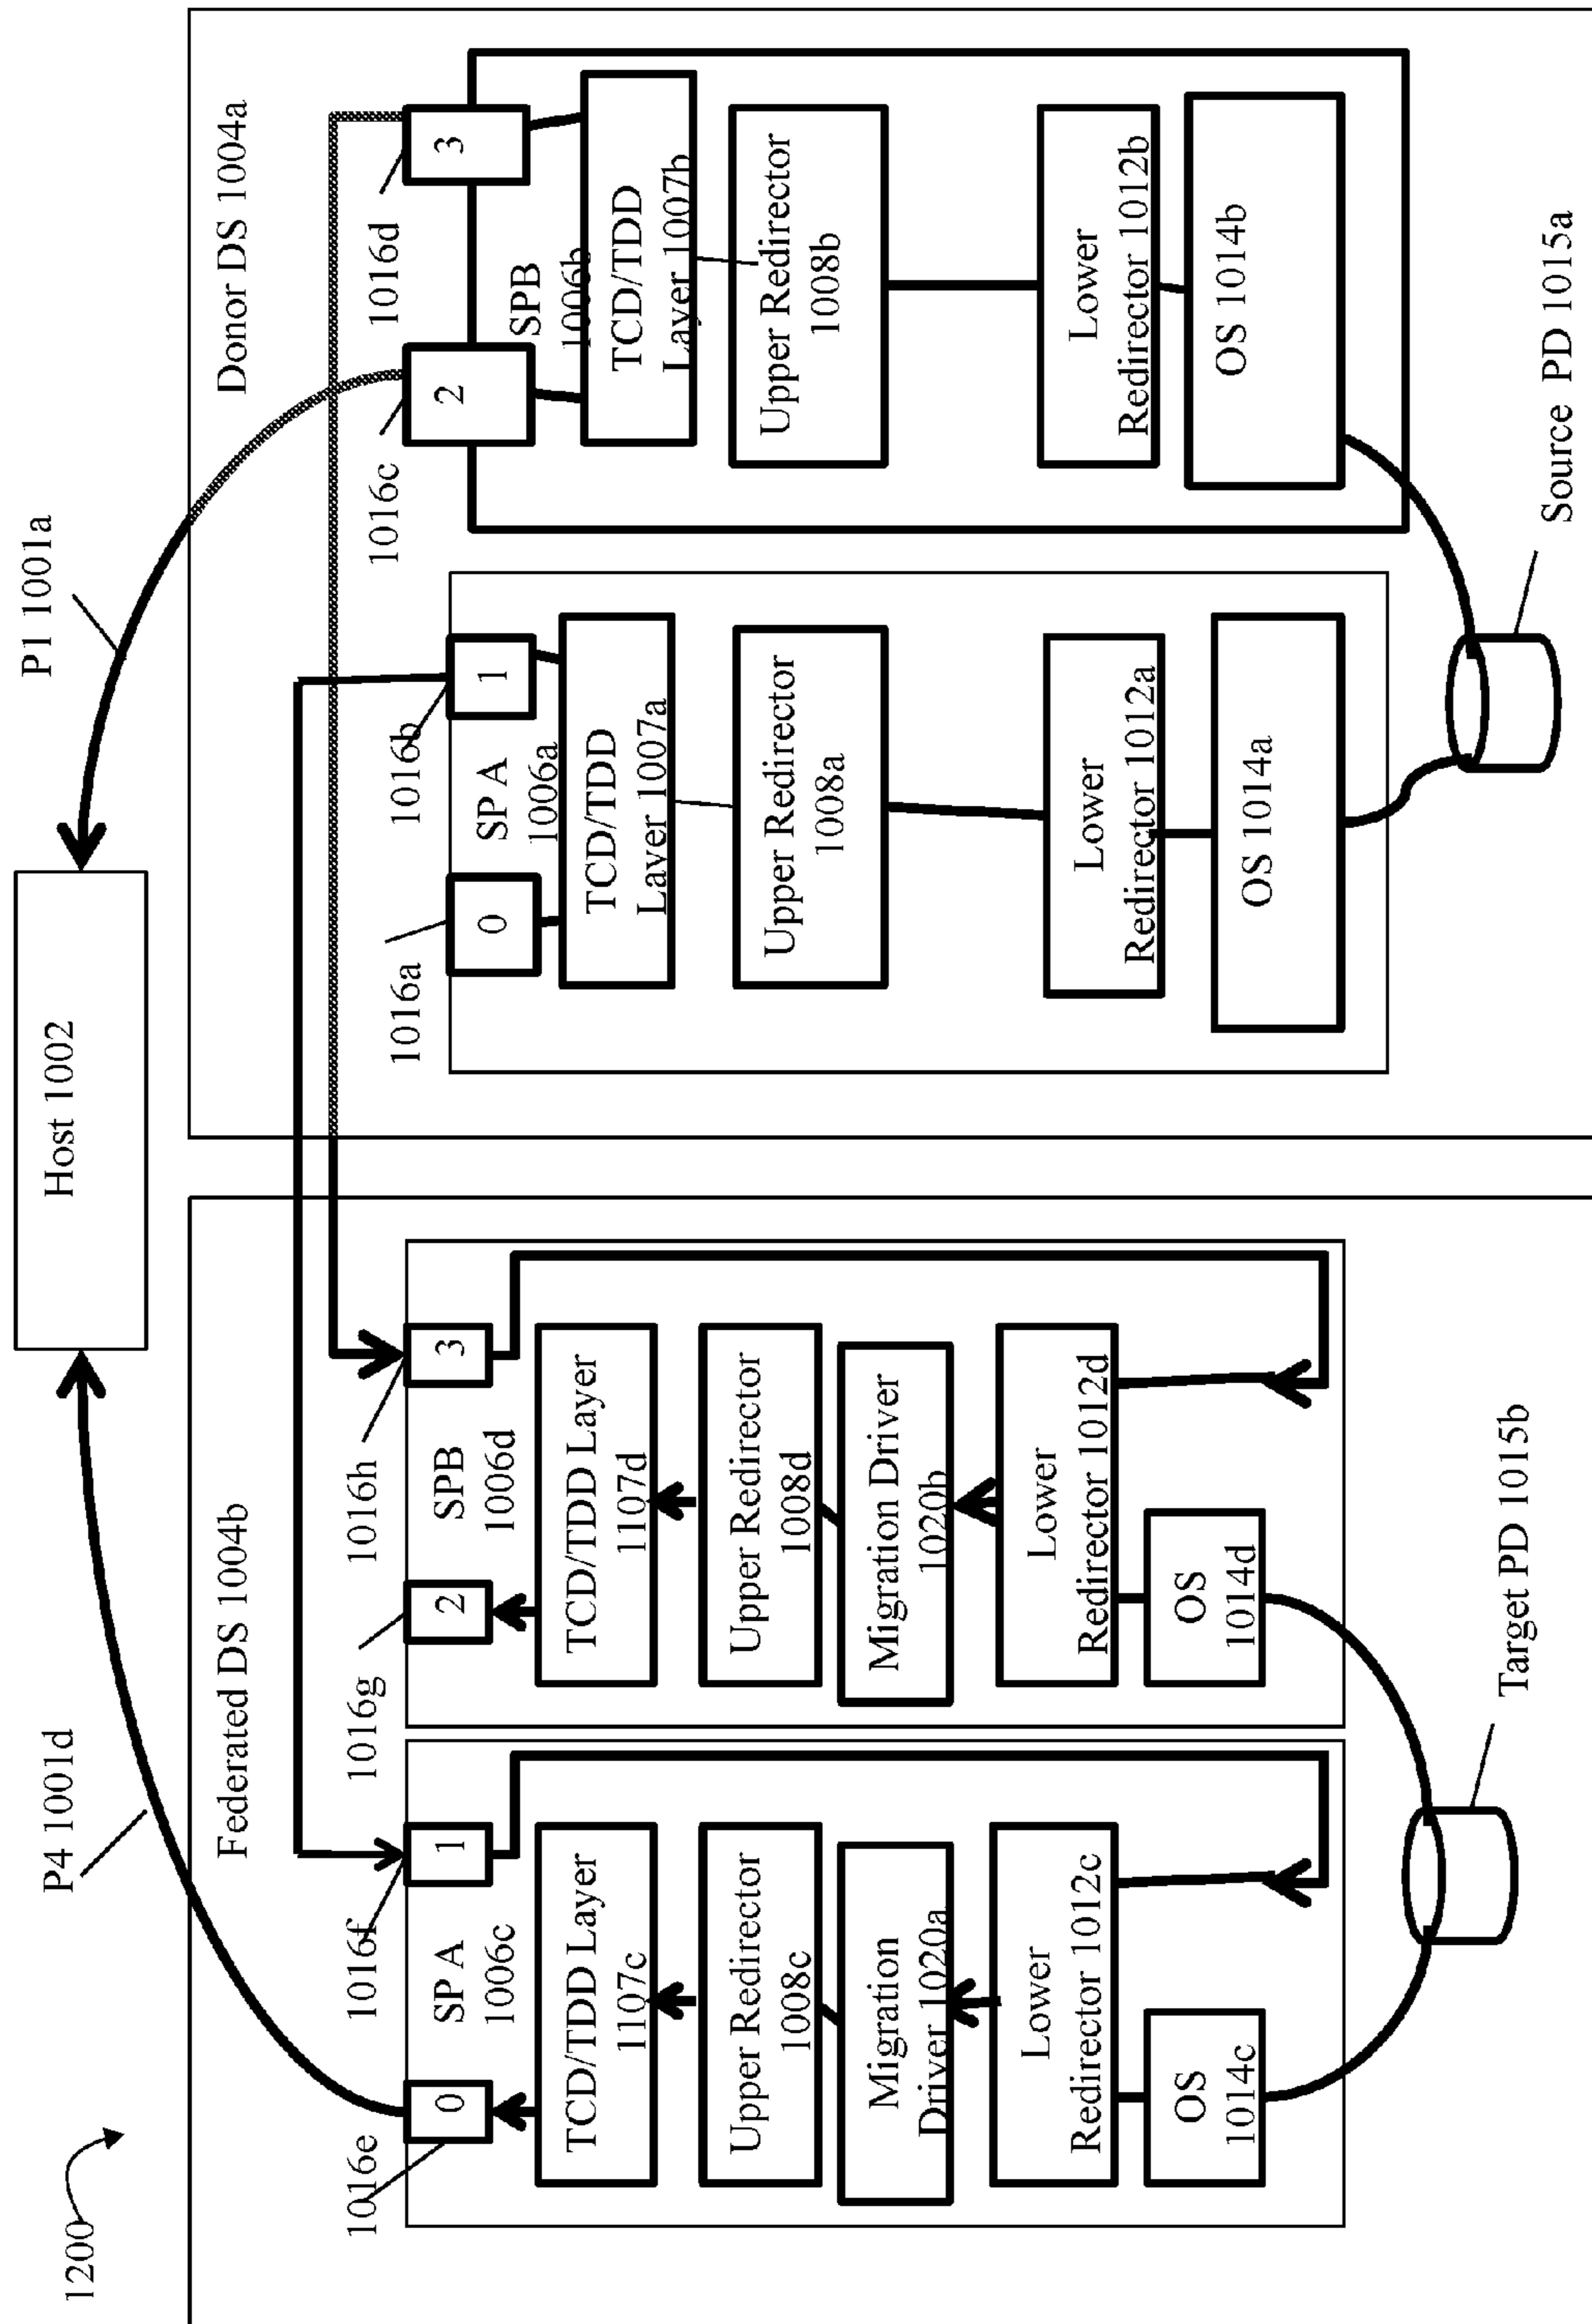 1200
Host 1002
P4 1001d
P1 1001a
Federated DS 1004b
1016e
1016f
1016g
1016h
0
SP A
1006c
1
TCD/TDD Layer
1107c
Upper Redirector
1008c
Migration
Driver 1020a
Lower
Redirector 1012c
OS
1014c
2
SPB
1006d
3
TCD/TDD Layer
1107d
Upper Redirector
1008d
Migration Driver
1020b
Lower
Redirector 1012d
OS
1014d
Target PD 1015b
Donor DS 1004a
1016a
1016b
1016c
1016d
0
SP A
1006a
1
TCD/TDD
Layer 1007a
Upper Redirector
1008a
Lower
Redirector 1012a
OS 1014a
2
SPB
1006b
3
TCD/TDD
Layer 1007b
Upper Redirector
1008b
Lower
Redirector 1012b
OS 1014b
Source PD 1015a